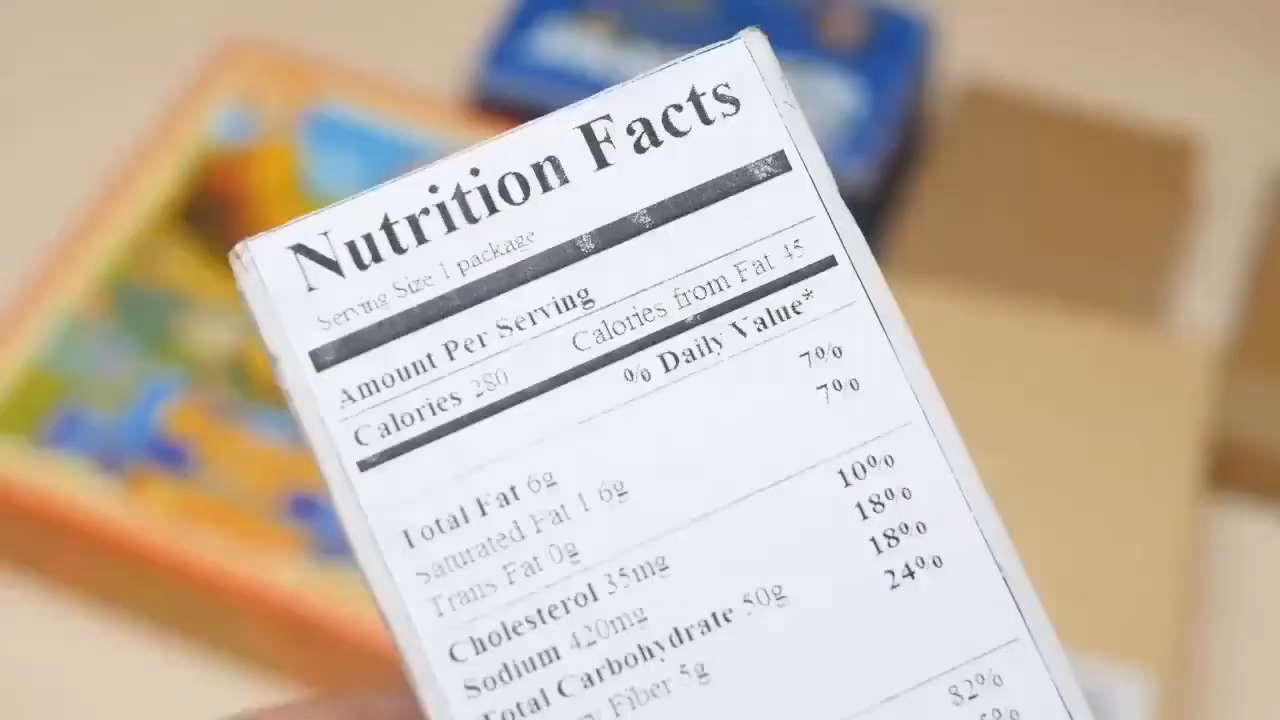 Nutrition Facts
Serving Size 1 package
Amount Per Serving
Calories 280 Calories from Fat 45
% Daily Value*
Total Fat 6g 7%
Saturated Fat 1 6g 7%
Trans Fat 0g
Cholesterol 35mg 10%
Sodium 420mg 18%
Total Carbohydrate 50g 18%
Fiber 5g 24%
82%